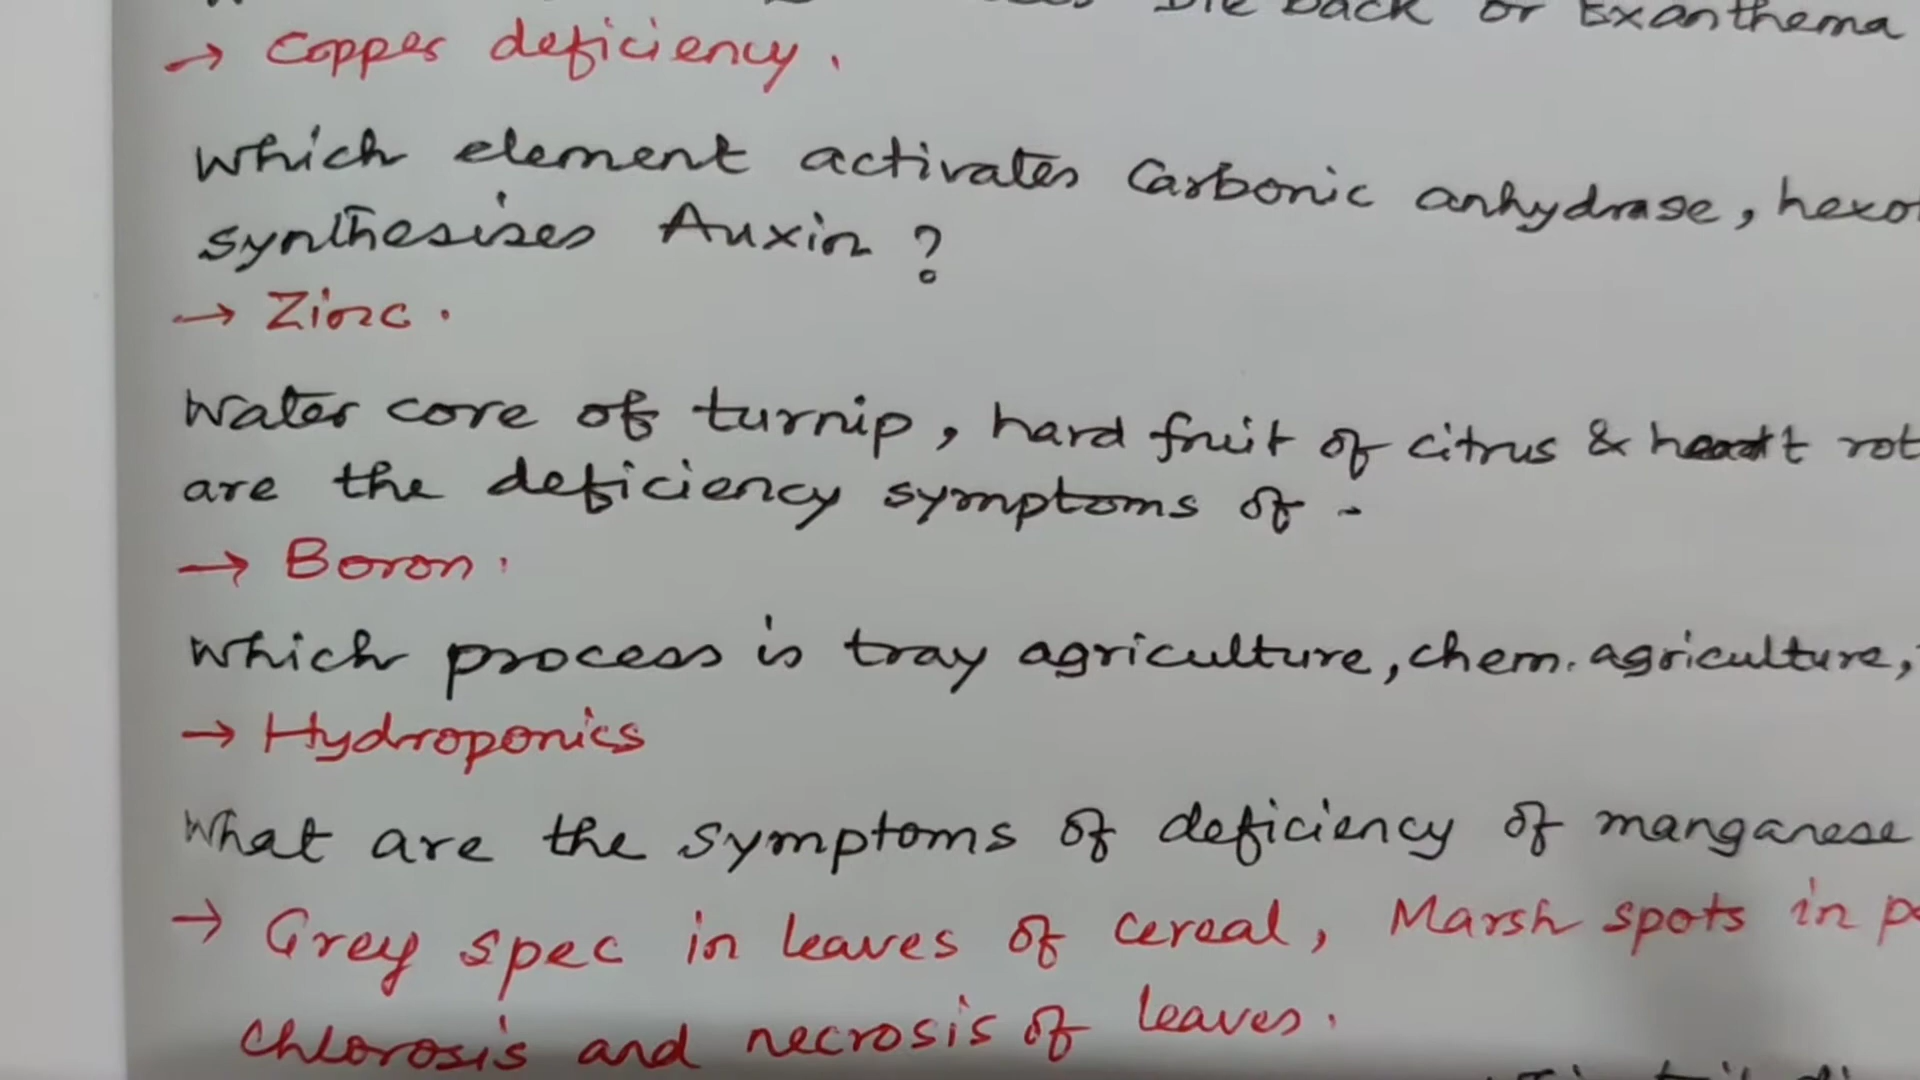 Die back or Exanthema
→ Copper deficiency.
Which element activates Carbonic anhydrase,
synthesises Auxin ?
→ Zinc.
Water core of turnip, hard fruit of citrus & heart rot
are the deficiency symptoms of -
→ Boron.
Which process is tray agriculture, chem. agriculture,
→ Hydroponics
What are the symptoms of deficiency of manganese
→ Grey spec in leaves of cereal, Marsh spots in
chlorosis and necrosis of leaves.